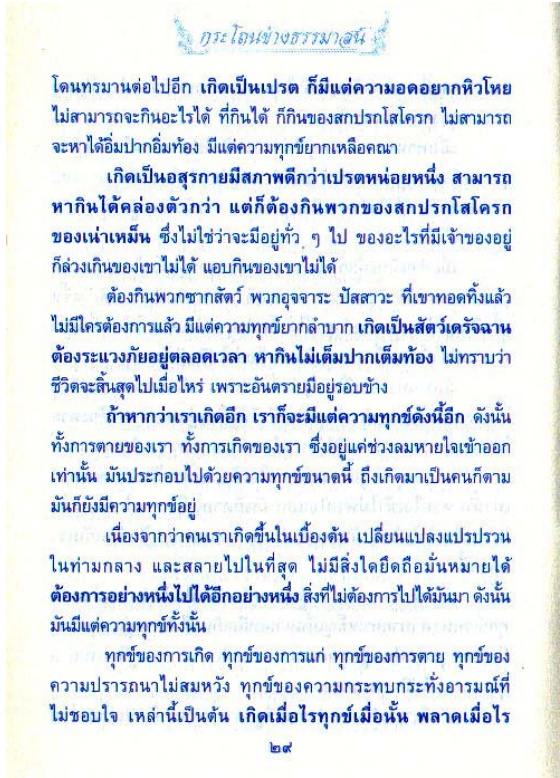 กระโถนข้างธรรมาสน์
โดนทรมานต่อไปอีก เกิดเป็นเปรต ก็มีแต่ความอดอยากหิวโหย
ไม่สามารถจะกินอะไรได้ ที่กินได้ ก็กินของสกปรกโสโครก ไม่สามารถ
จะหาได้อิ่มปากอิ่มท้อง มีแต่ความทุกข์ยากเหลือคณา
เกิดเป็นอสุรกายมีสภาพดีกว่าเปรตหน่อยหนึ่ง สามารถ
หากินได้คล่องตัวกว่า แต่ก็ต้องกินพวกของสกปรกโสโครก
ของเน่าเหม็น ซึ่งไม่ใช่ว่าจะมีอยู่ทั่ว ๆ ไป ของอะไรที่มีเจ้าของอยู่
ก็ล่วงเกินของเขาไม่ได้ แอบกินของเขาไม่ได้
ต้องกินพวกซากสัตว์ พวกอุจจาระ ปัสสาวะ ที่เขาทอดทิ้งแล้ว
ไม่มีใครต้องการแล้ว มีแต่ความทุกข์ยากลำบาก เกิดเป็นสัตว์เดรัจฉาน
ต้องระแวงภัยอยู่ตลอดเวลา หากินไม่เต็มปากเต็มท้อง ไม่ทราบว่า
ชีวิตจะสิ้นสุดไปเมื่อไหร่ เพราะอันตรายมีอยู่รอบข้าง
ถ้าหากว่าเราเกิดอีก เราก็จะมีแต่ความทุกข์ดังนี้อีก ดังนั้น
ทั้งการตายของเรา ทั้งการเกิดของเรา ซึ่งอยู่แค่ช่วงลมหายใจเข้าออก
เท่านั้น มันประกอบไปด้วยความทุกข์ขนาดนี้ ถึงเกิดมาเป็นคนก็ตาม
มันก็ยังมีความทุกข์อยู่
เนื่องจากว่าคนเราเกิดขึ้นในเบื้องต้น เปลี่ยนแปลงแปรปรวน
ในท่ามกลาง และสลายไปในที่สุด ไม่มีสิ่งใดยึดถือมั่นหมายได้
ต้องการอย่างหนึ่งไปได้อีกอย่างหนึ่ง สิ่งที่ไม่ต้องการไปได้มันมา ดังนั้น
มันมีแต่ความทุกข์ทั้งนั้น
ทุกข์ของการเกิด ทุกข์ของการแก่ ทุกข์ของการตาย ทุกข์ของ
ความปรารถนาไม่สมหวัง ทุกข์ของความกระทบกระทั่งอารมณ์ที่
ไม่ชอบใจ เหล่านี้เป็นต้น เกิดเมื่อไรทุกข์เมื่อนั้น พลาดเมื่อไร
๒๙